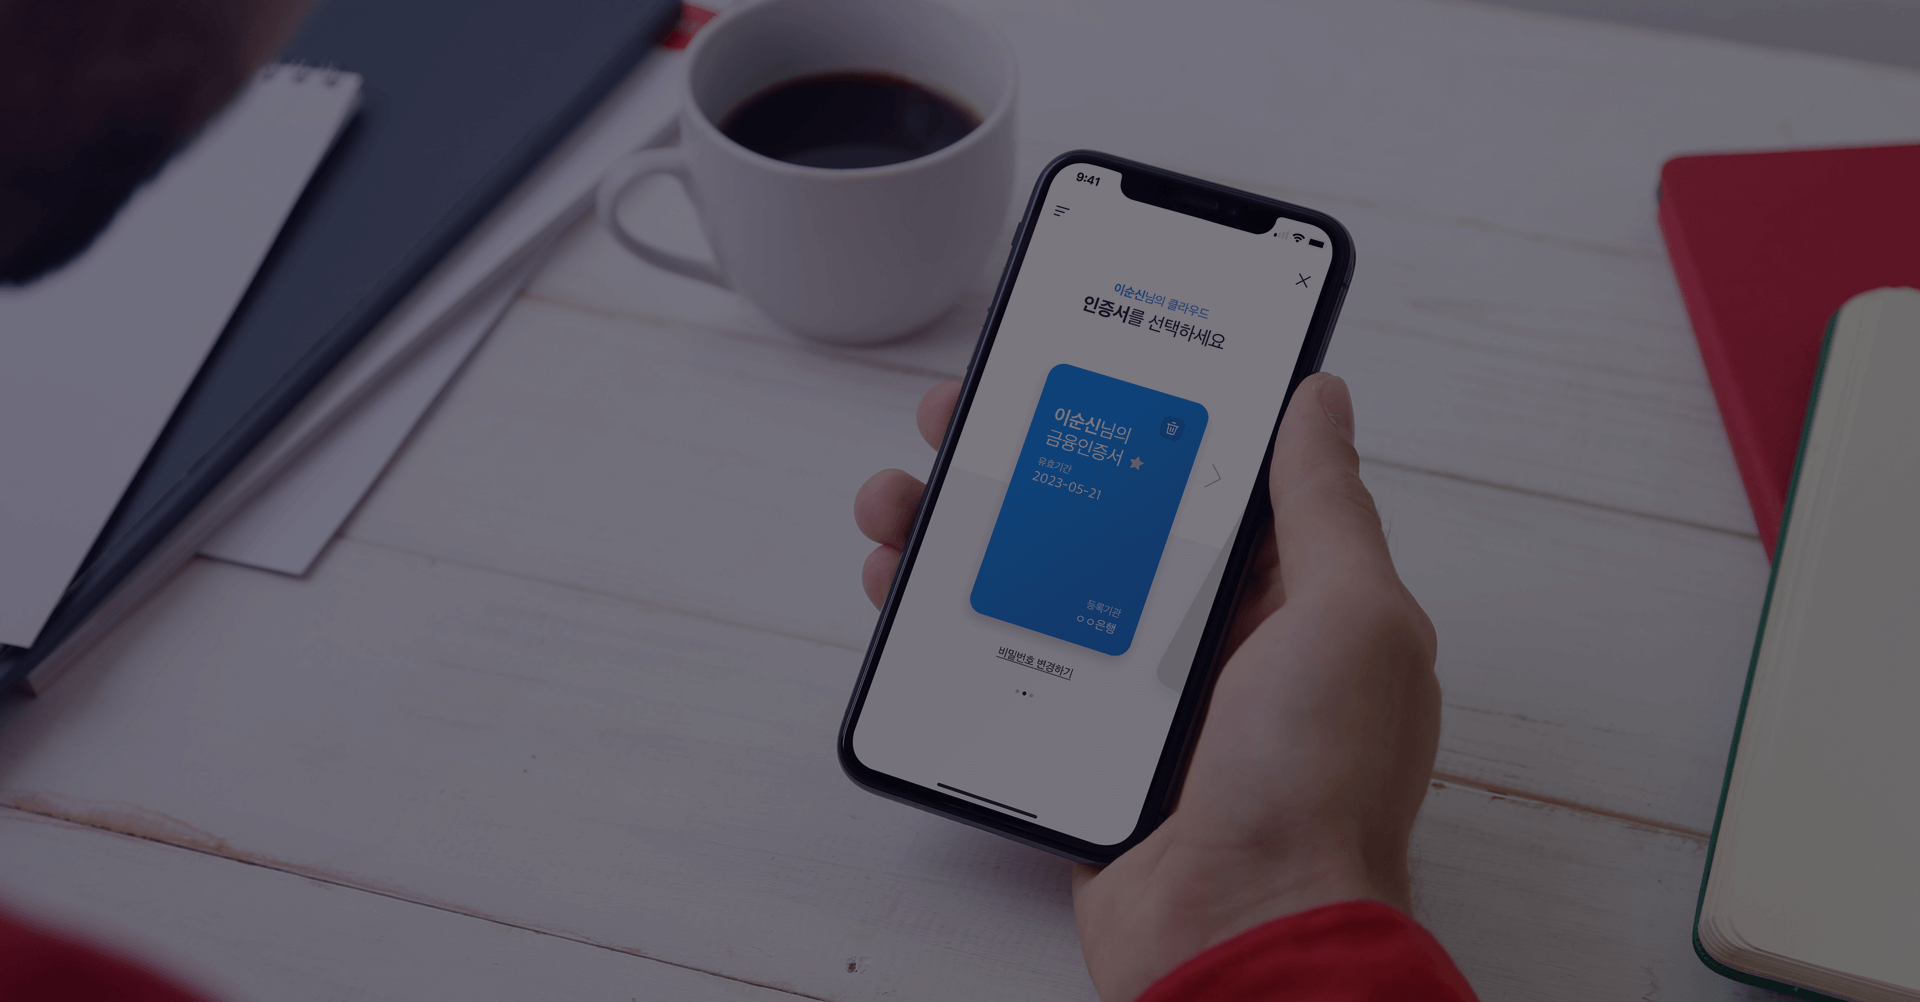 9:41
이순신님의 클라우드
인증서를 선택하세요
이순신님의
금융인증서
유효기간
2023-05-21
등록기관
ㅇㅇ은행
비밀번호 변경하기